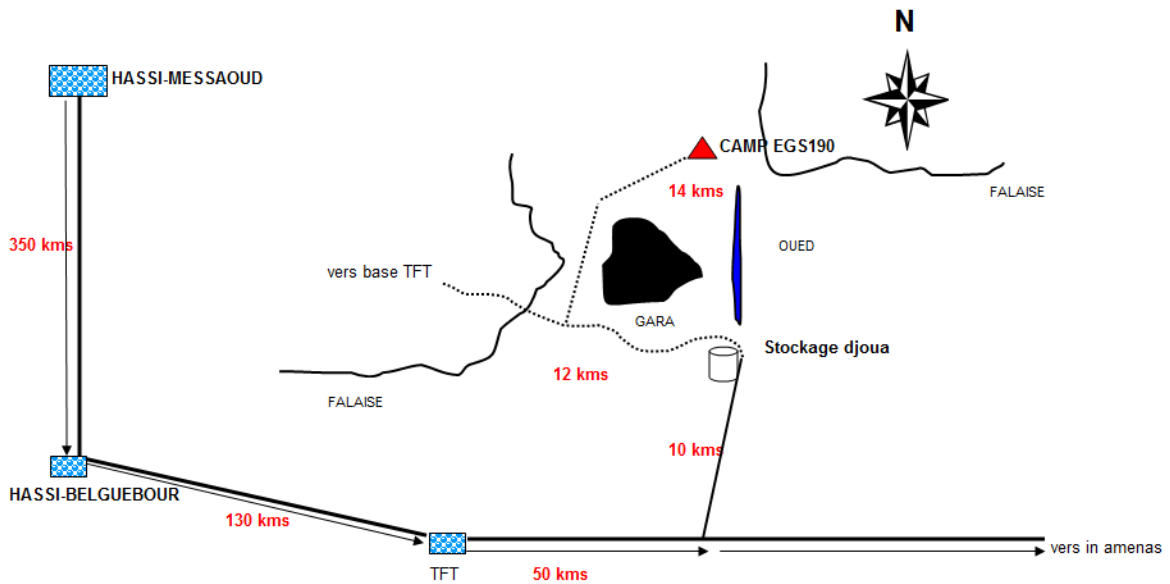 N
HASSI-MESSAOUD
CAMP EGS190
14 kms
FALAISE
350 kms
OUED
vers base TFT
GARA
Stockage djoua
12 kms
FALAISE
10 kms
HASSI-BELGUEBOUR
130 kms
vers in amenas
TFT
50 kms